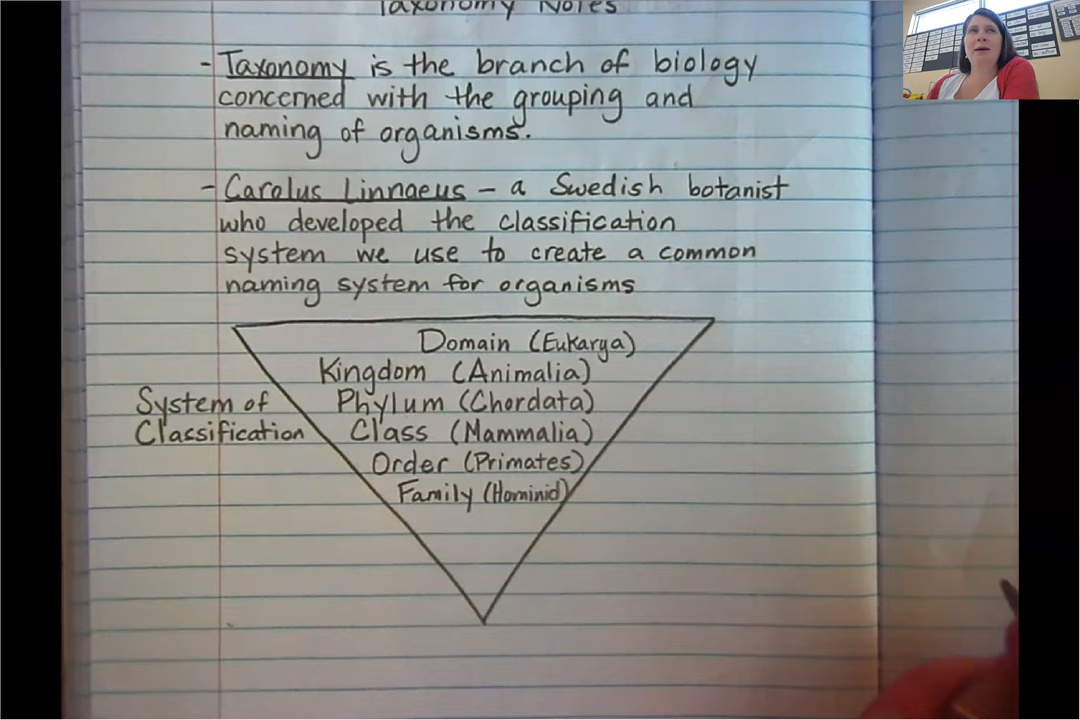 Taxonomy Notes
- Taxonomy is the branch of biology
concerned with the grouping and
naming of organisms.
- Carolus Linnaeus - a Swedish botanist
who developed the classification
system we use to create a common
naming system for organisms
Domain (Eukarya)
Kingdom (Animalia)
Phylum (Chordata)
Class (Mammalia)
Order (Primates)
Family (Hominid)
System of
Classification